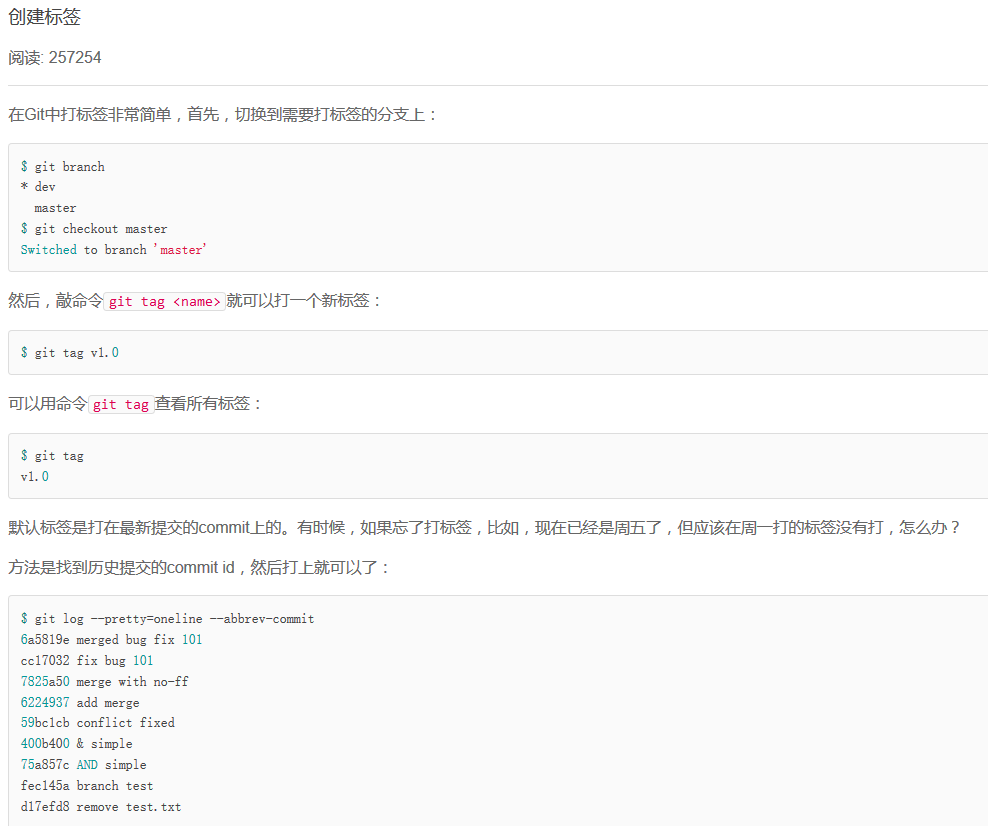 创建标签
阅读: 257254
在Git中打标签非常简单，首先，切换到需要打标签的分支上：
$ git branch
* dev
  master
$ git checkout master
Switched to branch 'master'
然后，敲命令git tag <name>就可以打一个新标签：
$ git tag v1.0
可以用命令git tag查看所有标签：
$ git tag
v1.0
默认标签是打在最新提交的commit上的。有时候，如果忘了打标签，比如，现在已经是周五了，但应该在周一打的标签没有打，怎么办？
方法是找到历史提交的commit id，然后打上就可以了：
$ git log --pretty=oneline --abbrev-commit
6a5819e merged bug fix 101
cc17032 fix bug 101
7825a50 merge with no-ff
6224937 add merge
59bc1cb conflict fixed
400b400 & simple
75a857c AND simple
fec145a branch test
d17efd8 remove test.txt